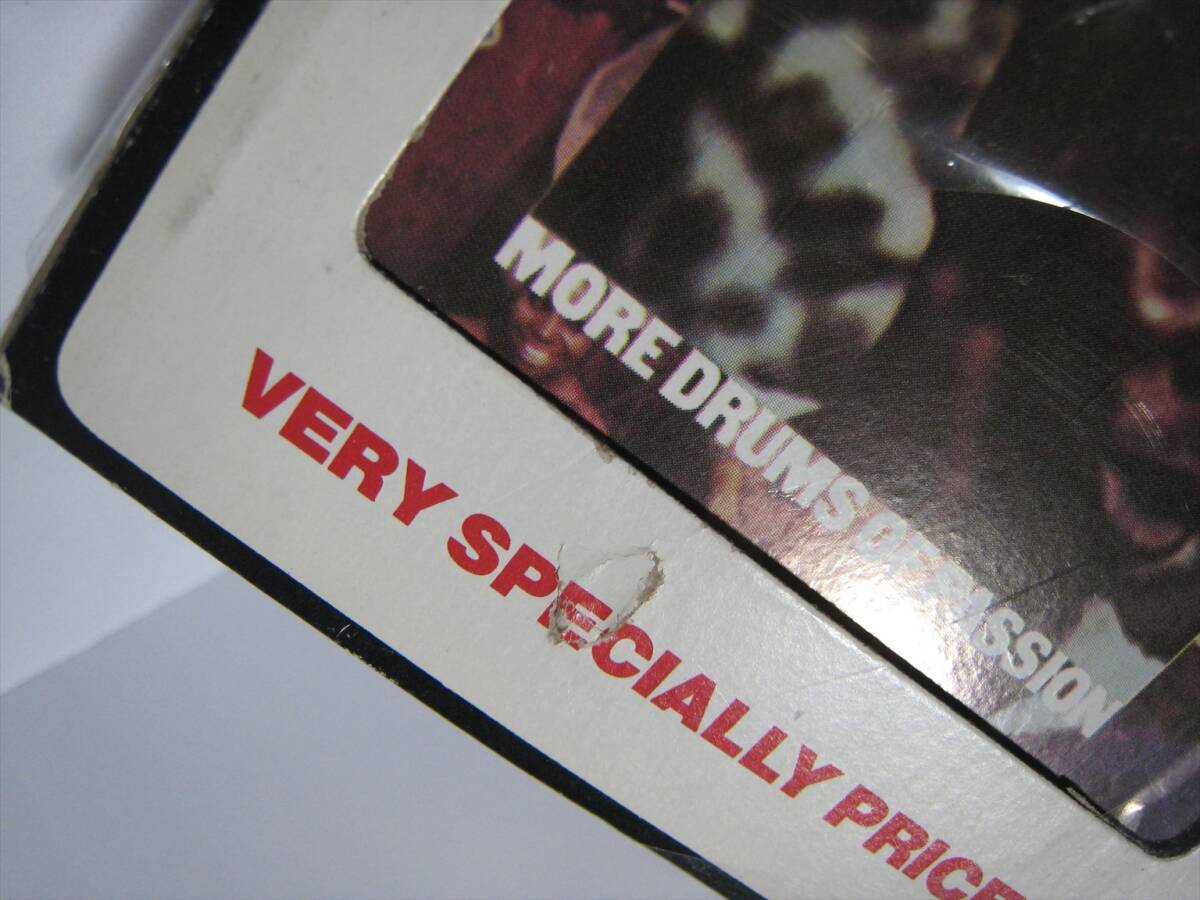 MORE DRUMS OF PASSION
VERY SPECIALLY PRICE